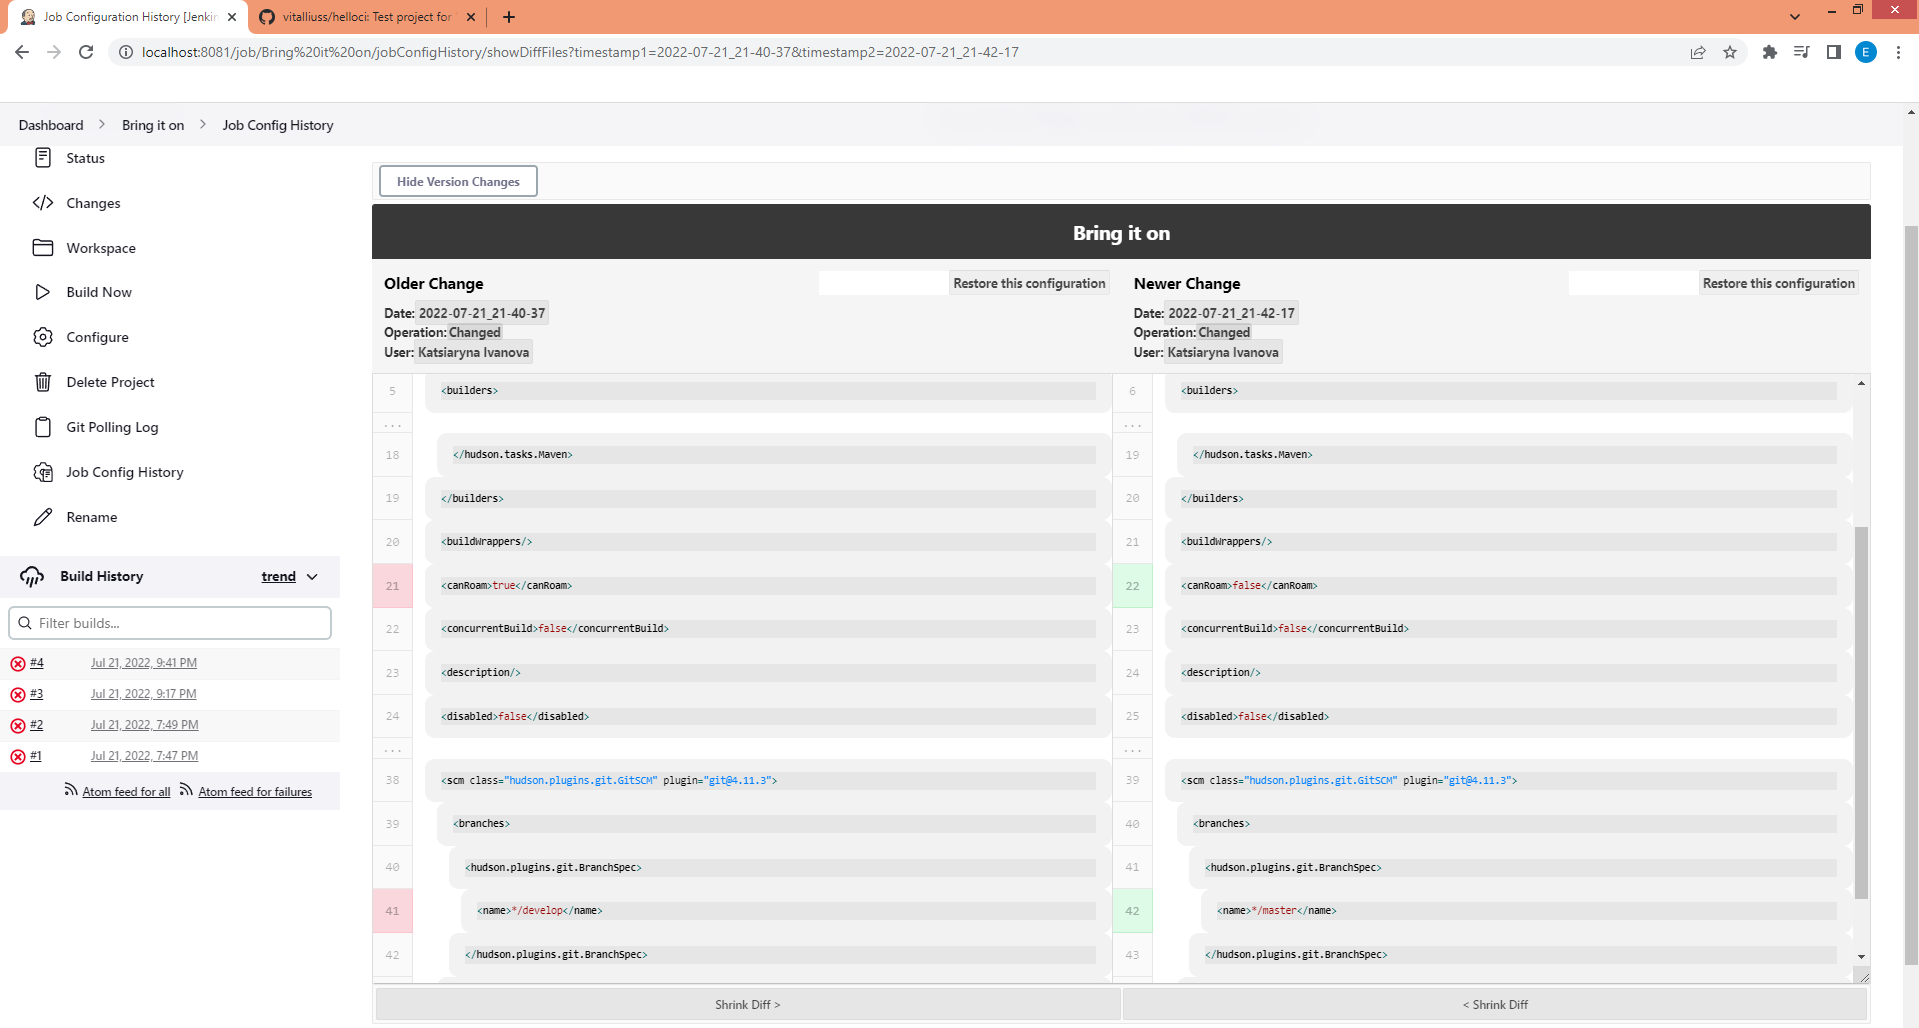 Job Configuration History [Jenkin
vitalliuss/helloci: Test project for
localhost:8081/job/Bring%20it%20on/jobConfigHistory/showDiffFiles?timestamp1=2022-07-21_21-40-37&timestamp2=2022-07-21_21-42-17
E
Dashboard > Bring it on > Job Config History
Status
Changes
Workspace
Build Now
Configure
Delete Project
Git Polling Log
Job Config History
Rename
Build History trend
Filter builds...
#4 Jul 21, 2022, 9:41 PM
#3 Jul 21, 2022, 9:17 PM
#2 Jul 21, 2022, 7:49 PM
#1 Jul 21, 2022, 7:47 PM
Atom feed for all Atom feed for failures
Hide Version Changes
Bring it on
Older Change Restore this configuration
Date: 2022-07-21_21-40-37
Operation: Changed
User: Katsiaryna Ivanova
Newer Change Restore this configuration
Date: 2022-07-21_21-42-17
Operation: Changed
User: Katsiaryna Ivanova
5 <builders> 6 <builders>
... ...
18 </hudson.tasks.Maven> 19 </hudson.tasks.Maven>
19 </builders> 20 </builders>
20 <buildWrappers/> 21 <buildWrappers/>
21 <canRoam>true</canRoam> 22 <canRoam>false</canRoam>
22 <concurrentBuild>false</concurrentBuild> 23 <concurrentBuild>false</concurrentBuild>
23 <description/> 24 <description/>
24 <disabled>false</disabled> 25 <disabled>false</disabled>
... ...
38 <scm class="hudson.plugins.git.GitSCM" plugin="git@4.11.3"> 39 <scm class="hudson.plugins.git.GitSCM" plugin="git@4.11.3">
39 <branches> 40 <branches>
40 <hudson.plugins.git.BranchSpec> 41 <hudson.plugins.git.BranchSpec>
41 <name>*/develop</name> 42 <name>*/master</name>
42 </hudson.plugins.git.BranchSpec> 43 </hudson.plugins.git.BranchSpec>
Shrink Diff > < Shrink Diff